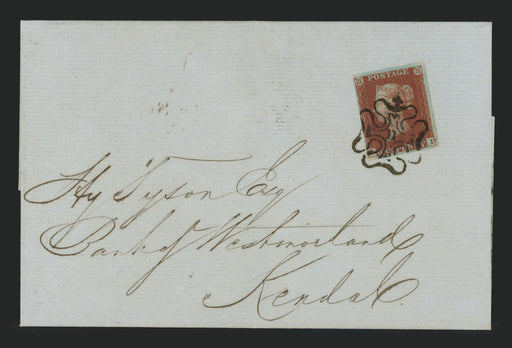 POSTAGE
Hy Tyson Esq
Bank of Westmorland
Kendal.